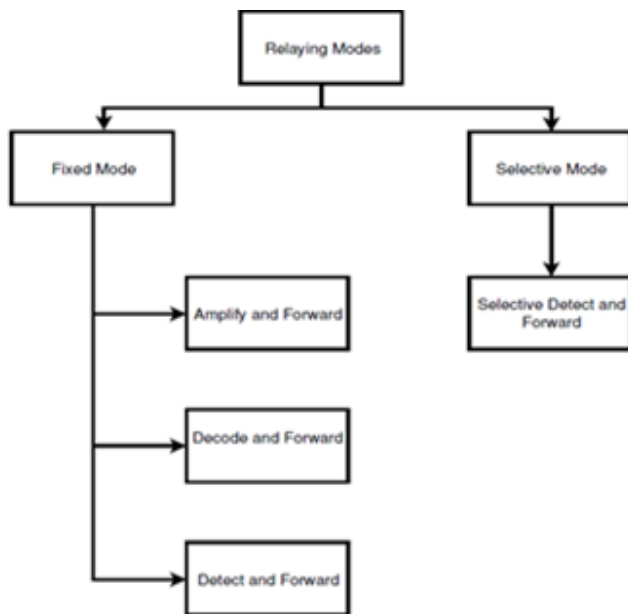 Relaying Modes
Fixed Mode
Selective Mode
Amplify and Forward
Selective Detect and
Forward
Decode and Forward
Detect and Forward